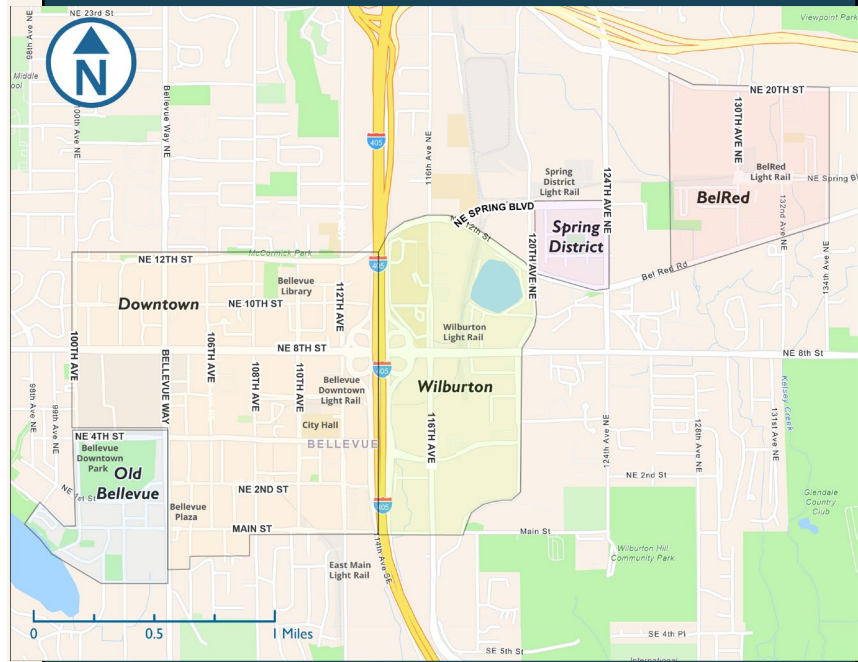 NE 23rd St
98th Ave NE
Viewpoint Park
N
Middle
100th Ave NE
Bellevue Way NE
405
116th Ave NE
NE 20TH ST
130TH AVE NE
BelRed
Light Rail
NE Spring Bl
Spring
District
Light Rail
124TH AVE NE
BelRed
132nd Ave NE
NE SPRING BLVD
12th St
Spring
District
120TH AVE NE
134th Ave NE
McCormick Park
NE 12TH ST
405
Bel Red Rd
Bellevue
Library
112TH AVE
Downtown
NE 10TH ST
Wilburton
Light Rail
100TH AVE
106TH AVE
NE 8TH ST
NE 8th St
BELLEVUE WAY
108TH AVE
110TH AVE
405
Bellevue
Downtown
Light Rail
Wilburton
98th Ave NE
99th Ave NE
Kelsey Creek
City Hall
116TH AVE
124th Ave NE
128th Ave NE
131st Ave NE
NE 4TH ST
BELLEVUE
Bellevue
Downtown
Park
Old
Bellevue
NE 2nd St
NE 1st St
NE 2ND ST
Glendale
Country
Club
Bellevue
Plaza
405
MAIN ST
Main St
114th Ave SE
Wilburton Hill
Community Park
East Main
Light Rail
0 0.5 1 Miles
SE 4th Pl
SE 5th St
International